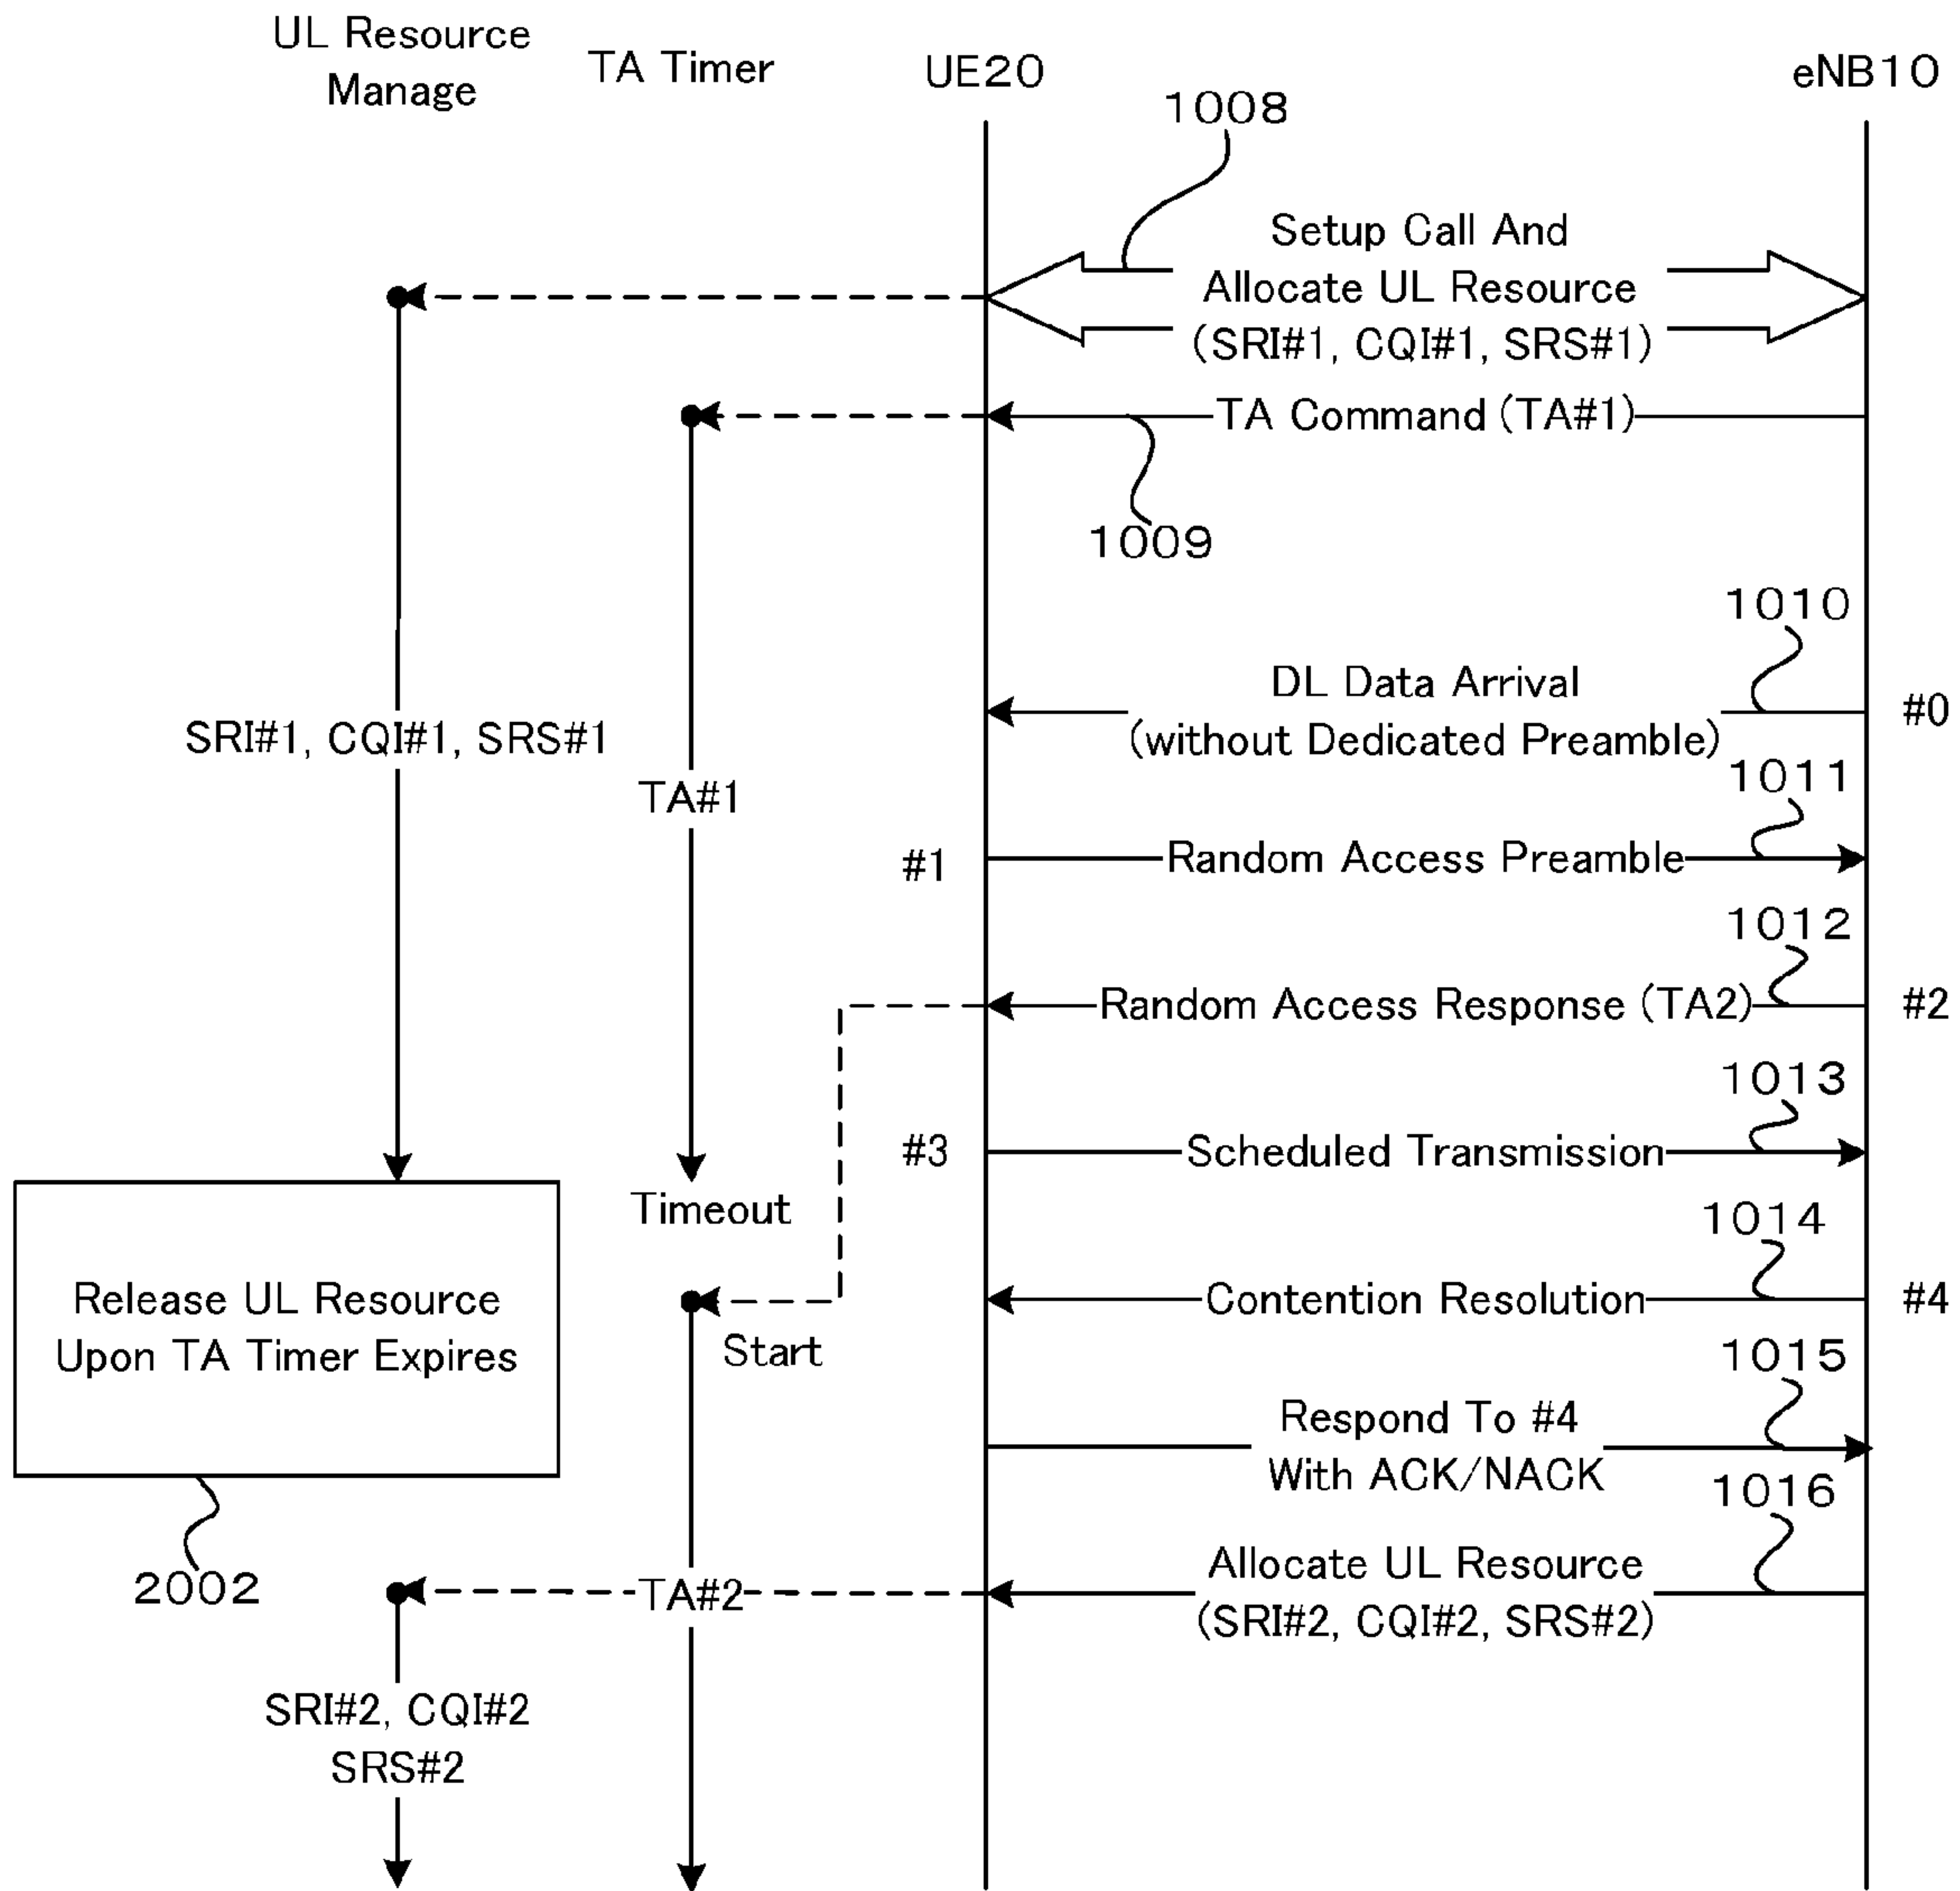 UL Resource
Manage
TA Timer
UE20
eNB10
1008
Setup Call And
Allocate UL Resource
(SRI#1, CQI#1, SRS#1)
TA Command (TA#1)
1009
1010
DL Data Arrival
(without Dedicated Preamble)
#0
SRI#1, CQI#1, SRS#1
TA#1
1011
#1
Random Access Preamble
1012
Random Access Response (TA2)
#2
1013
#3
Scheduled Transmission
Timeout
1014
Release UL Resource
Upon TA Timer Expires
Contention Resolution
#4
Start
1015
Respond To #4
With ACK/NACK
1016
2002
TA#2
Allocate UL Resource
(SRI#2, CQI#2, SRS#2)
SRI#2, CQI#2
SRS#2